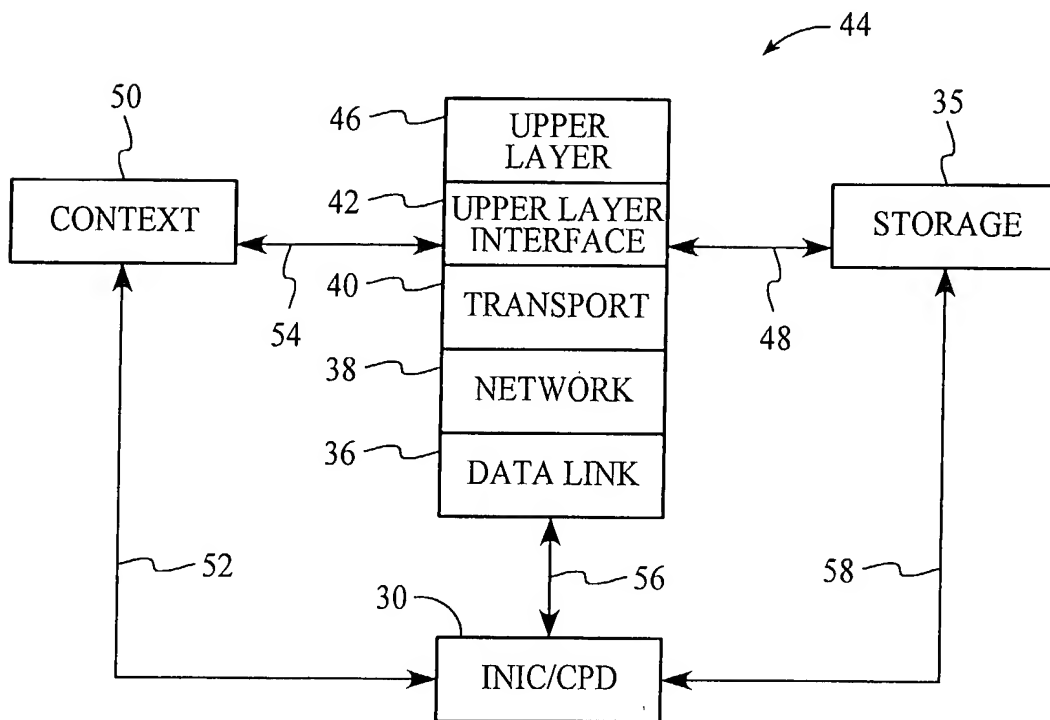 44
50
46
UPPER
LAYER
35
CONTEXT
42
UPPER LAYER
INTERFACE
STORAGE
54
40
TRANSPORT
48
38
NETWORK
36
DATA LINK
52
56
58
30
INIC/CPD